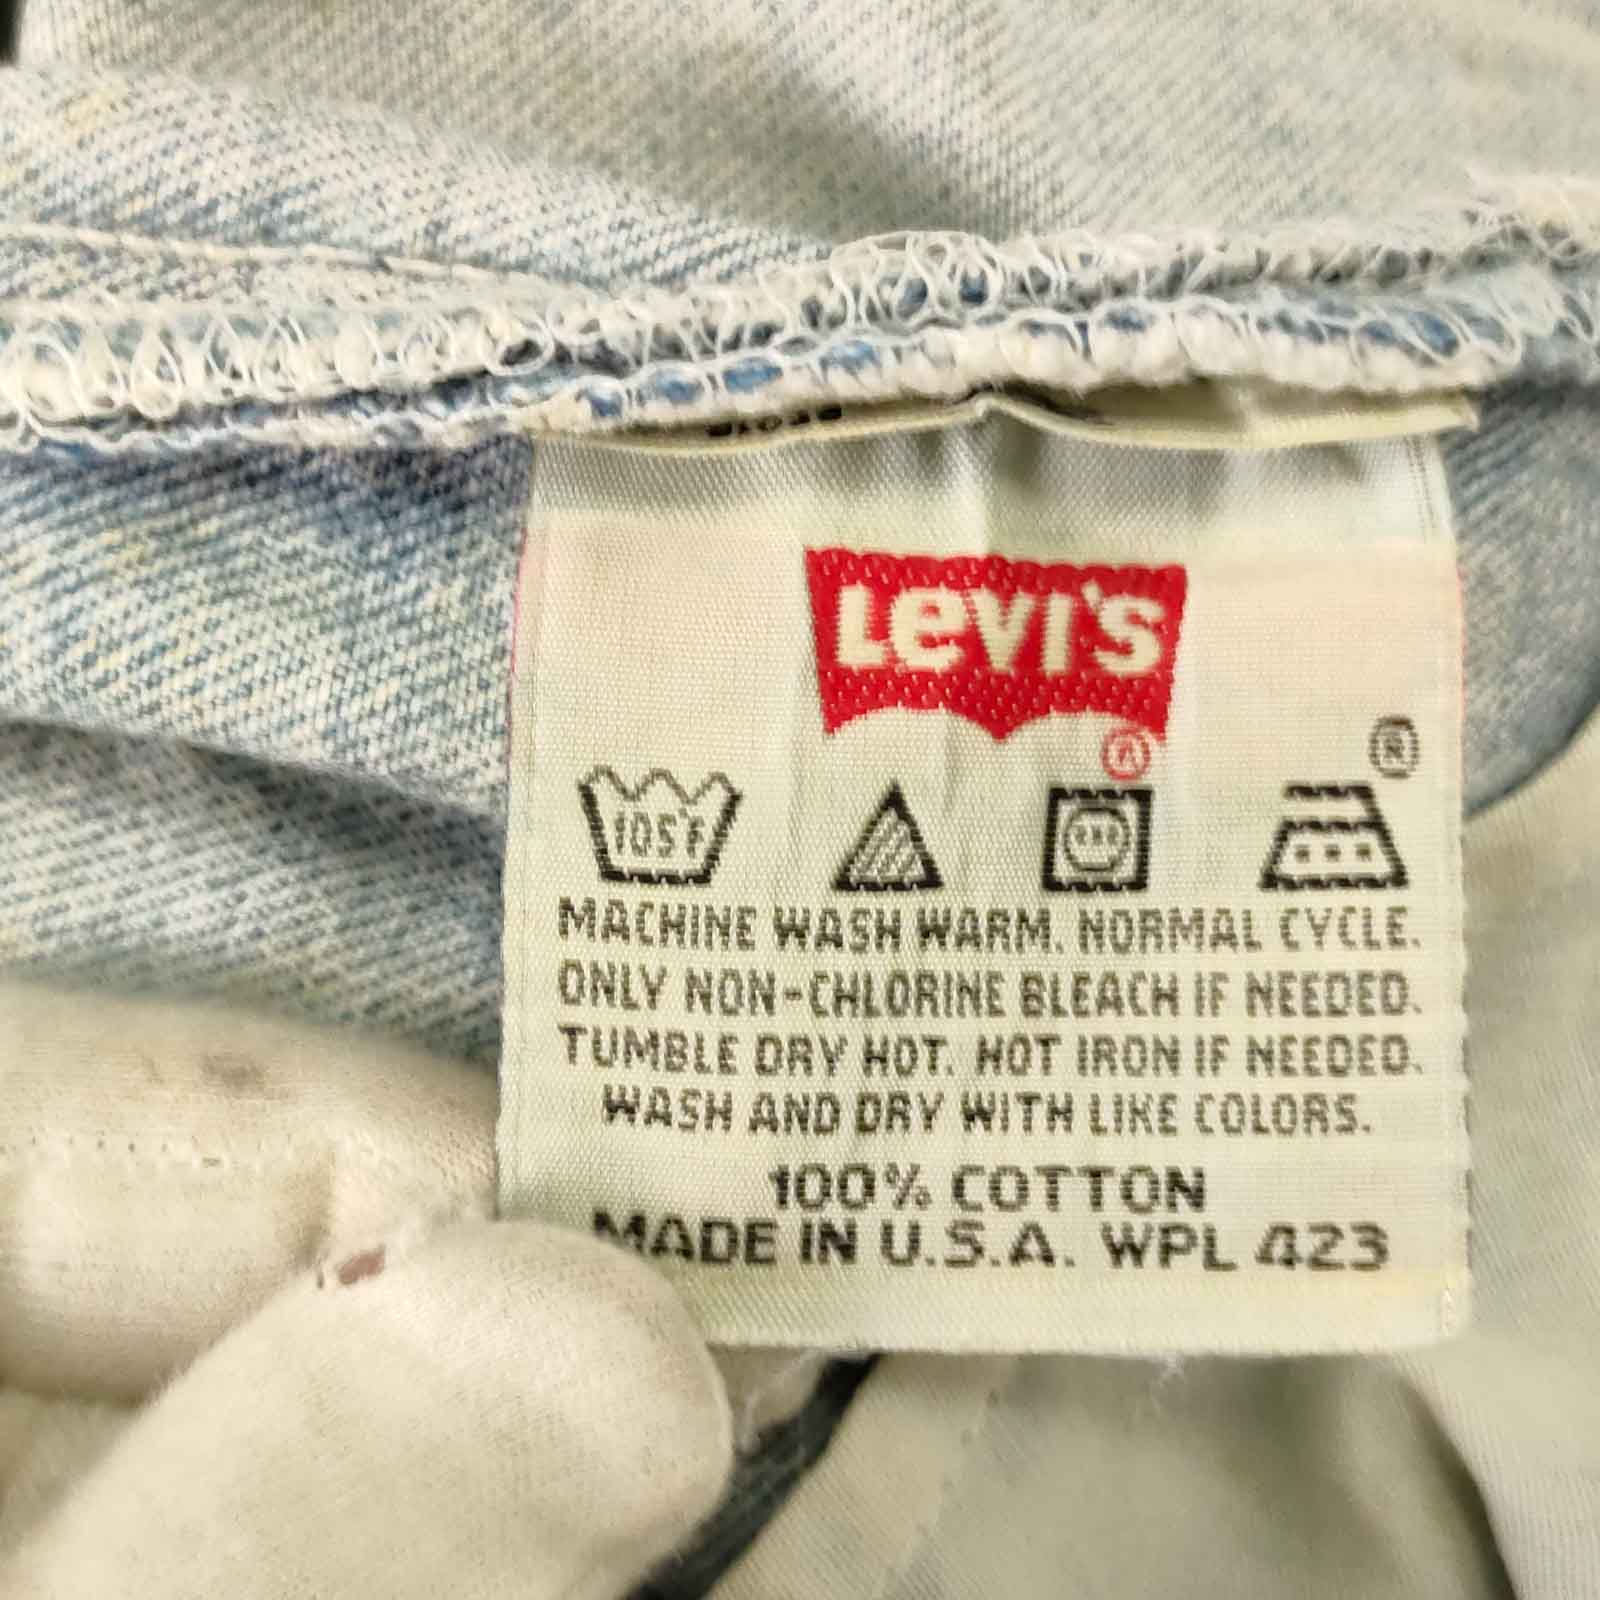 Levi's
®
®
105°F
MACHINE WASH WARM. NORMAL CYCLE.
ONLY NON-CHLORINE BLEACH IF NEEDED.
TUMBLE DRY HOT. HOT IRON IF NEEDED.
WASH AND DRY WITH LIKE COLORS.
100% COTTON
MADE IN U.S.A. WPL 423